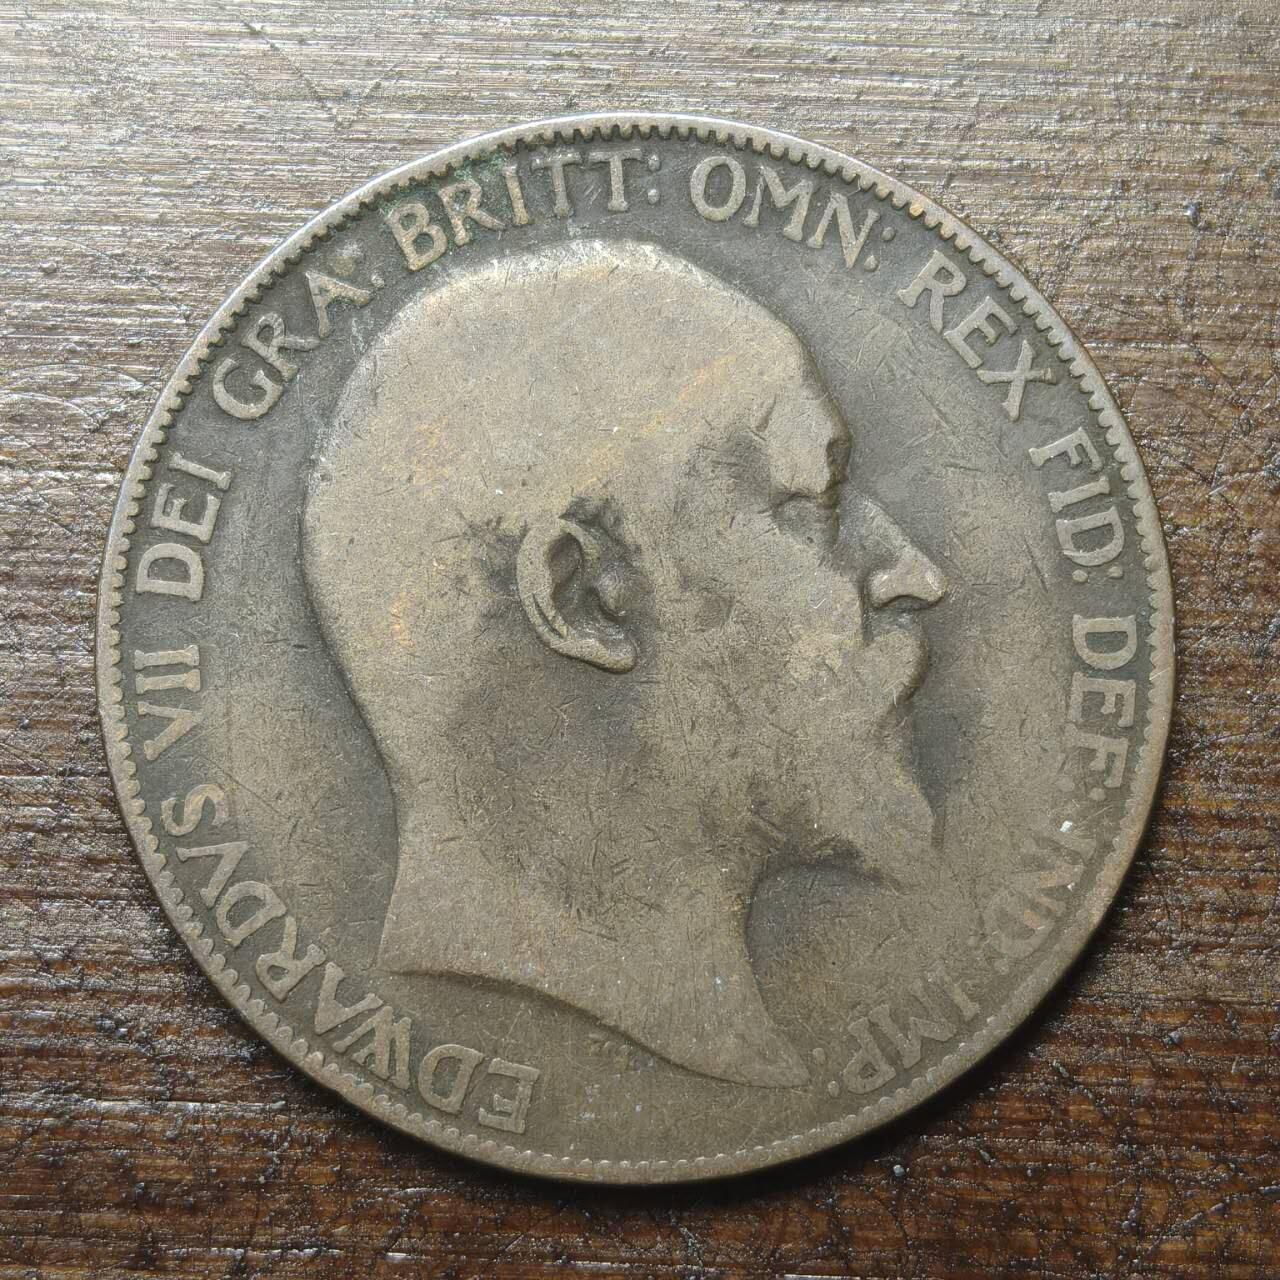 EDWARDVS VII DEI GRA: BRITT: OMN: REX FID: DEF: IND: IMP: